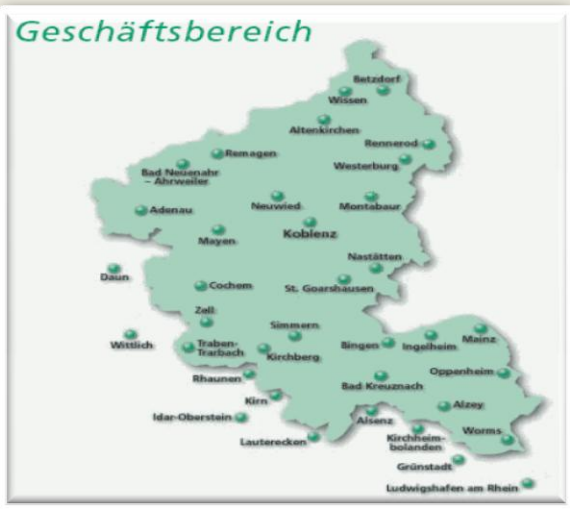 Geschäftsbereich
Betzdorf
Wissen
Altenkirchen
Rennerod
Remagen
Westerburg
Bad Neuenahr
– Ahrweiler
Neuwied
Montabaur
Adenau
Koblenz
Mayen
Nastätten
Daun
Cochem
St. Goarshausen
Zell
Simmern
Mainz
Wittlich
Traben-
Trarbach
Kirchberg
Bingen
Ingelheim
Rhaunen
Bad Kreuznach
Oppenheim
Kirn
Alzey
Idar-Oberstein
Alsenz
Lauterecken
Kirchheim-
bolanden
Worms
Grünstadt
Ludwigshafen am Rhein